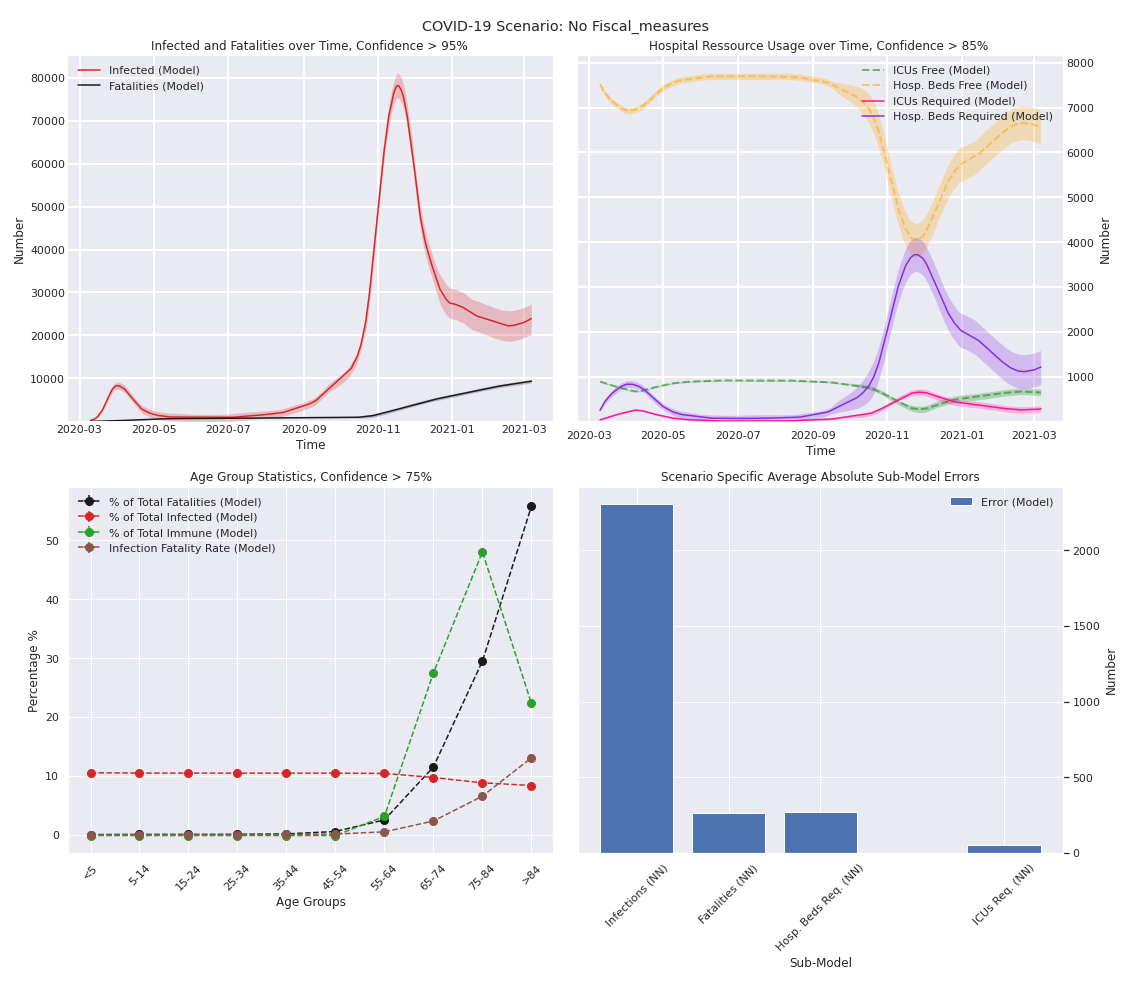 COVID-19 Scenario: No Fiscal_measures
Infected and Fatalities over Time, Confidence > 95%
Infected (Model)
Fatalities (Model)
80000
70000
60000
50000
40000
30000
20000
10000
Number
2020-03 2020-05 2020-07 2020-09 2020-11 2021-01 2021-03
Time
Hospital Ressource Usage over Time, Confidence > 85%
ICUs Free (Model)
Hosp. Beds Free (Model)
ICUs Required (Model)
Hosp. Beds Required (Model)
8000
7000
6000
5000
4000
3000
2000
1000
Number
2020-03 2020-05 2020-07 2020-09 2020-11 2021-01 2021-03
Time
Age Group Statistics, Confidence > 75%
% of Total Fatalities (Model)
% of Total Infected (Model)
% of Total Immune (Model)
Infection Fatality Rate (Model)
50
40
30
20
10
0
Percentage %
<5 5-14 15-24 25-34 35-44 45-54 55-64 65-74 75-84 >84
Age Groups
Scenario Specific Average Absolute Sub-Model Errors
Error (Model)
2000
1500
1000
500
0
Number
Infections (NN) Fatalities (NN) Hosp. Beds Req. (NN) ICUs Req. (NN)
Sub-Model